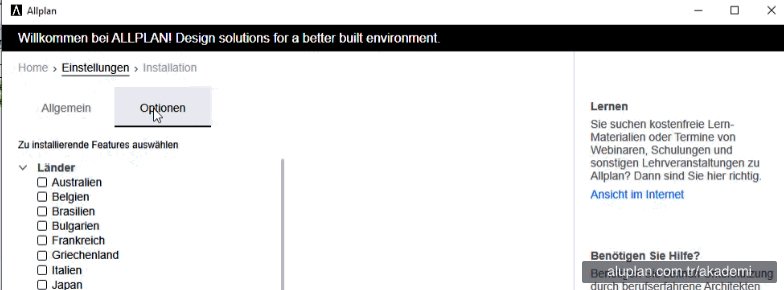 Allplan
Willkommen bei ALLPLAN! Design solutions for a better built environment.
Home › Einstellungen › Installation
Allgemein
Optionen
Zu installierende Features auswählen
Länder
Australien
Belgien
Brasilien
Bulgarien
Frankreich
Griechenland
Italien
Japan
Lernen
Sie suchen kostenfreie Lern-
Materialien oder Termine von
Webinaren, Schulungen und
sonstigen Lehrveranstaltungen zu
Allplan? Dann sind Sie hier richtig.
Ansicht im Internet
Benötigen Sie Hilfe?
aluplan.com.tr/akademi
durch berufserfahrene Architekten